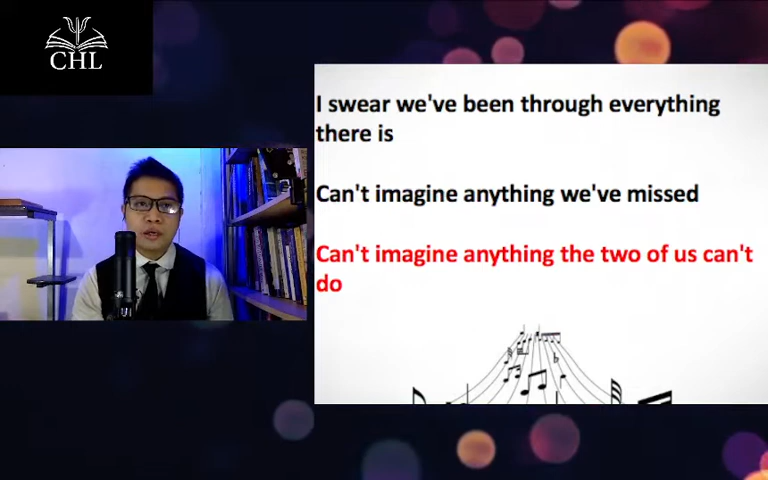 CHL
I swear we've been through everything
there is
Can't imagine anything we've missed
Can't imagine anything the two of us can't
do